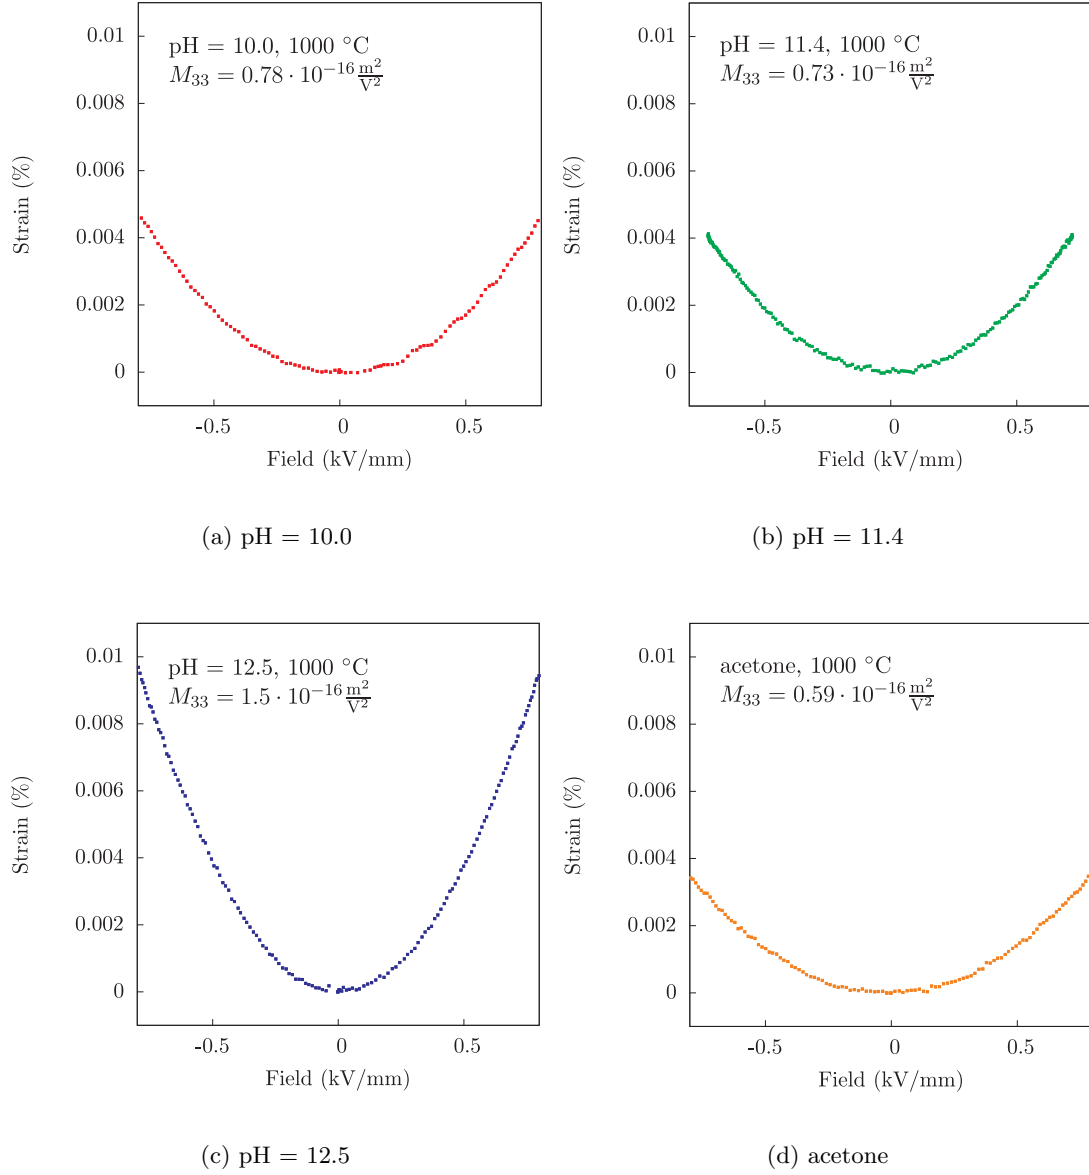 pH = 10.0, 1000 °C
M₃₃ = 0.78 · 10⁻¹⁶ m²/V²
0.01
0.008
0.006
0.004
0.002
0
Strain (%)
-0.5 0 0.5
Field (kV/mm)
(a) pH = 10.0
pH = 11.4, 1000 °C
M₃₃ = 0.73 · 10⁻¹⁶ m²/V²
0.01
0.008
0.006
0.004
0.002
0
Strain (%)
-0.5 0 0.5
Field (kV/mm)
(b) pH = 11.4
pH = 12.5, 1000 °C
M₃₃ = 1.5 · 10⁻¹⁶ m²/V²
0.01
0.008
0.006
0.004
0.002
0
Strain (%)
-0.5 0 0.5
Field (kV/mm)
(c) pH = 12.5
acetone, 1000 °C
M₃₃ = 0.59 · 10⁻¹⁶ m²/V²
0.01
0.008
0.006
0.004
0.002
0
Strain (%)
-0.5 0 0.5
Field (kV/mm)
(d) acetone